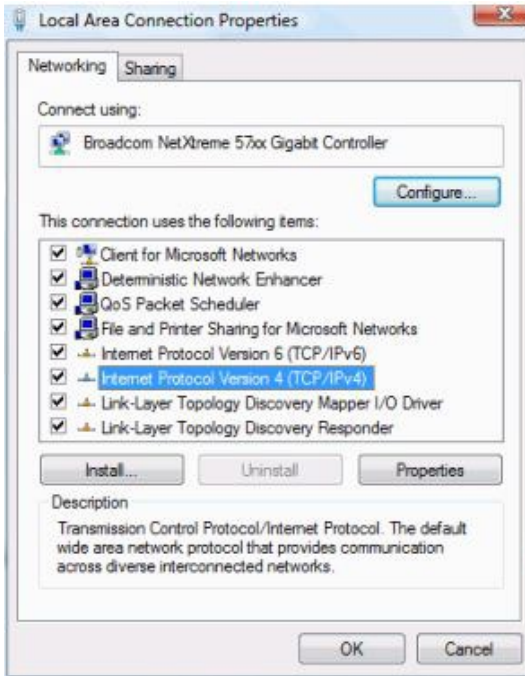 Local Area Connection Properties
Networking
Sharing
Connect using:
Broadcom NetXtreme 57xx Gigabit Controller
Configure...
This connection uses the following items:
Client for Microsoft Networks
Deterministic Network Enhancer
QoS Packet Scheduler
File and Printer Sharing for Microsoft Networks
Internet Protocol Version 6 (TCP/IPv6)
Internet Protocol Version 4 (TCP/IPv4)
Link-Layer Topology Discovery Mapper I/O Driver
Link-Layer Topology Discovery Responder
Install...
Uninstall
Properties
Description
Transmission Control Protocol/Internet Protocol. The default
wide area network protocol that provides communication
across diverse interconnected networks.
OK
Cancel